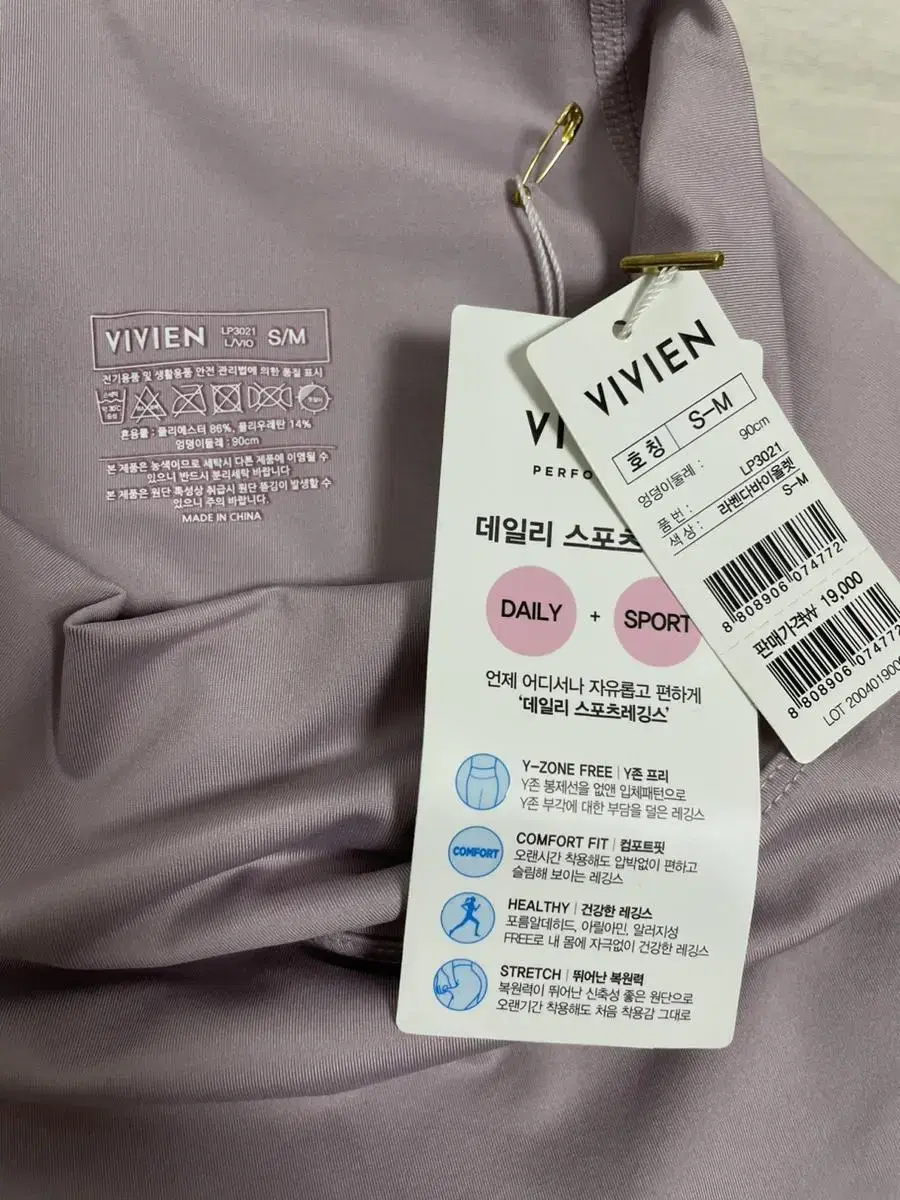 VIVIEN LP3021 L/VIO S/M
전기용품 및 생활용품 안전 관리법에 의한 품질 표시
손세탁 약 30°C 중성
혼용률 : 폴리에스터 86%, 폴리우레탄 14%
엉덩이둘레 : 90cm
본 제품은 농색이므로 세탁시 다른 제품에 이염될 수
있으니 반드시 분리세탁 바랍니다
본 제품은 원단 특성상 취급시 원단 뜯김이 발생할 수
있으니 주의 바랍니다.
MADE IN CHINA
VI
PERFO
데일리 스포츠
DAILY + SPORT
언제 어디서나 자유롭고 편하게
‘데일리 스포츠레깅스’
Y-ZONE FREE | Y존 프리
Y존 봉제선을 없앤 입체패턴으로
Y존 부각에 대한 부담을 덜은 레깅스
COMFORT
COMFORT FIT | 컴포트핏
오랜시간 착용해도 압박없이 편하고
슬림해 보이는 레깅스
HEALTHY | 건강한 레깅스
포름알데히드, 아릴아민, 알러지성
FREE로 내 몸에 자극없이 건강한 레깅스
STRETCH | 뛰어난 복원력
복원력이 뛰어난 신축성 좋은 원단으로
오랜기간 착용해도 처음 착용감 그대로
VIVIEN
호칭 S-M
엉덩이둘레 : 90cm
품번 : LP3021
색상 : 라벤다바이올렛
S-M
8 808906 074772
판매가격₩ 19,000
8 808906 074772